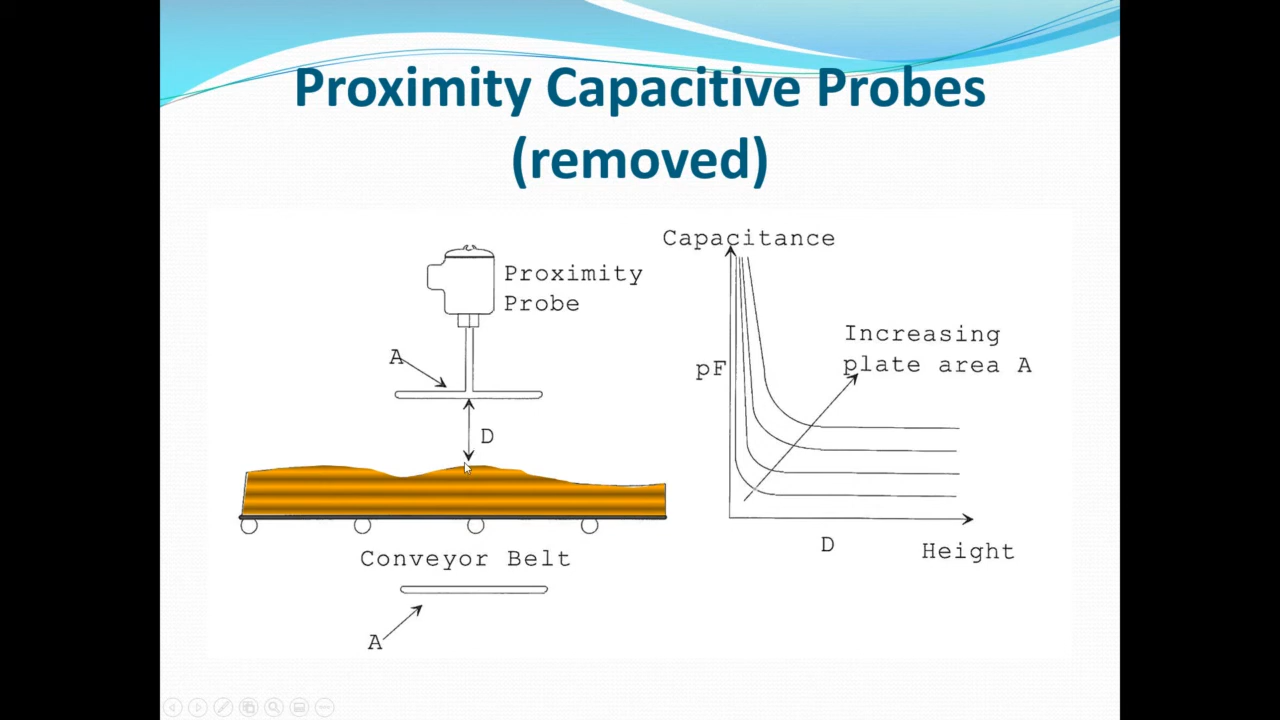 Proximity Capacitive Probes
(removed)
Proximity
Probe
A
D
Conveyor Belt
A
Capacitance
pF
Increasing
plate area A
D
Height